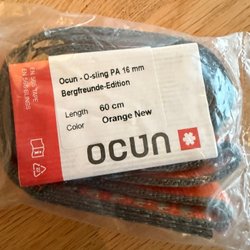 Ocun - O-sling PA 16 mm
Bergfreunde-Edition
Length 60 cm
Color Orange New
OCUN